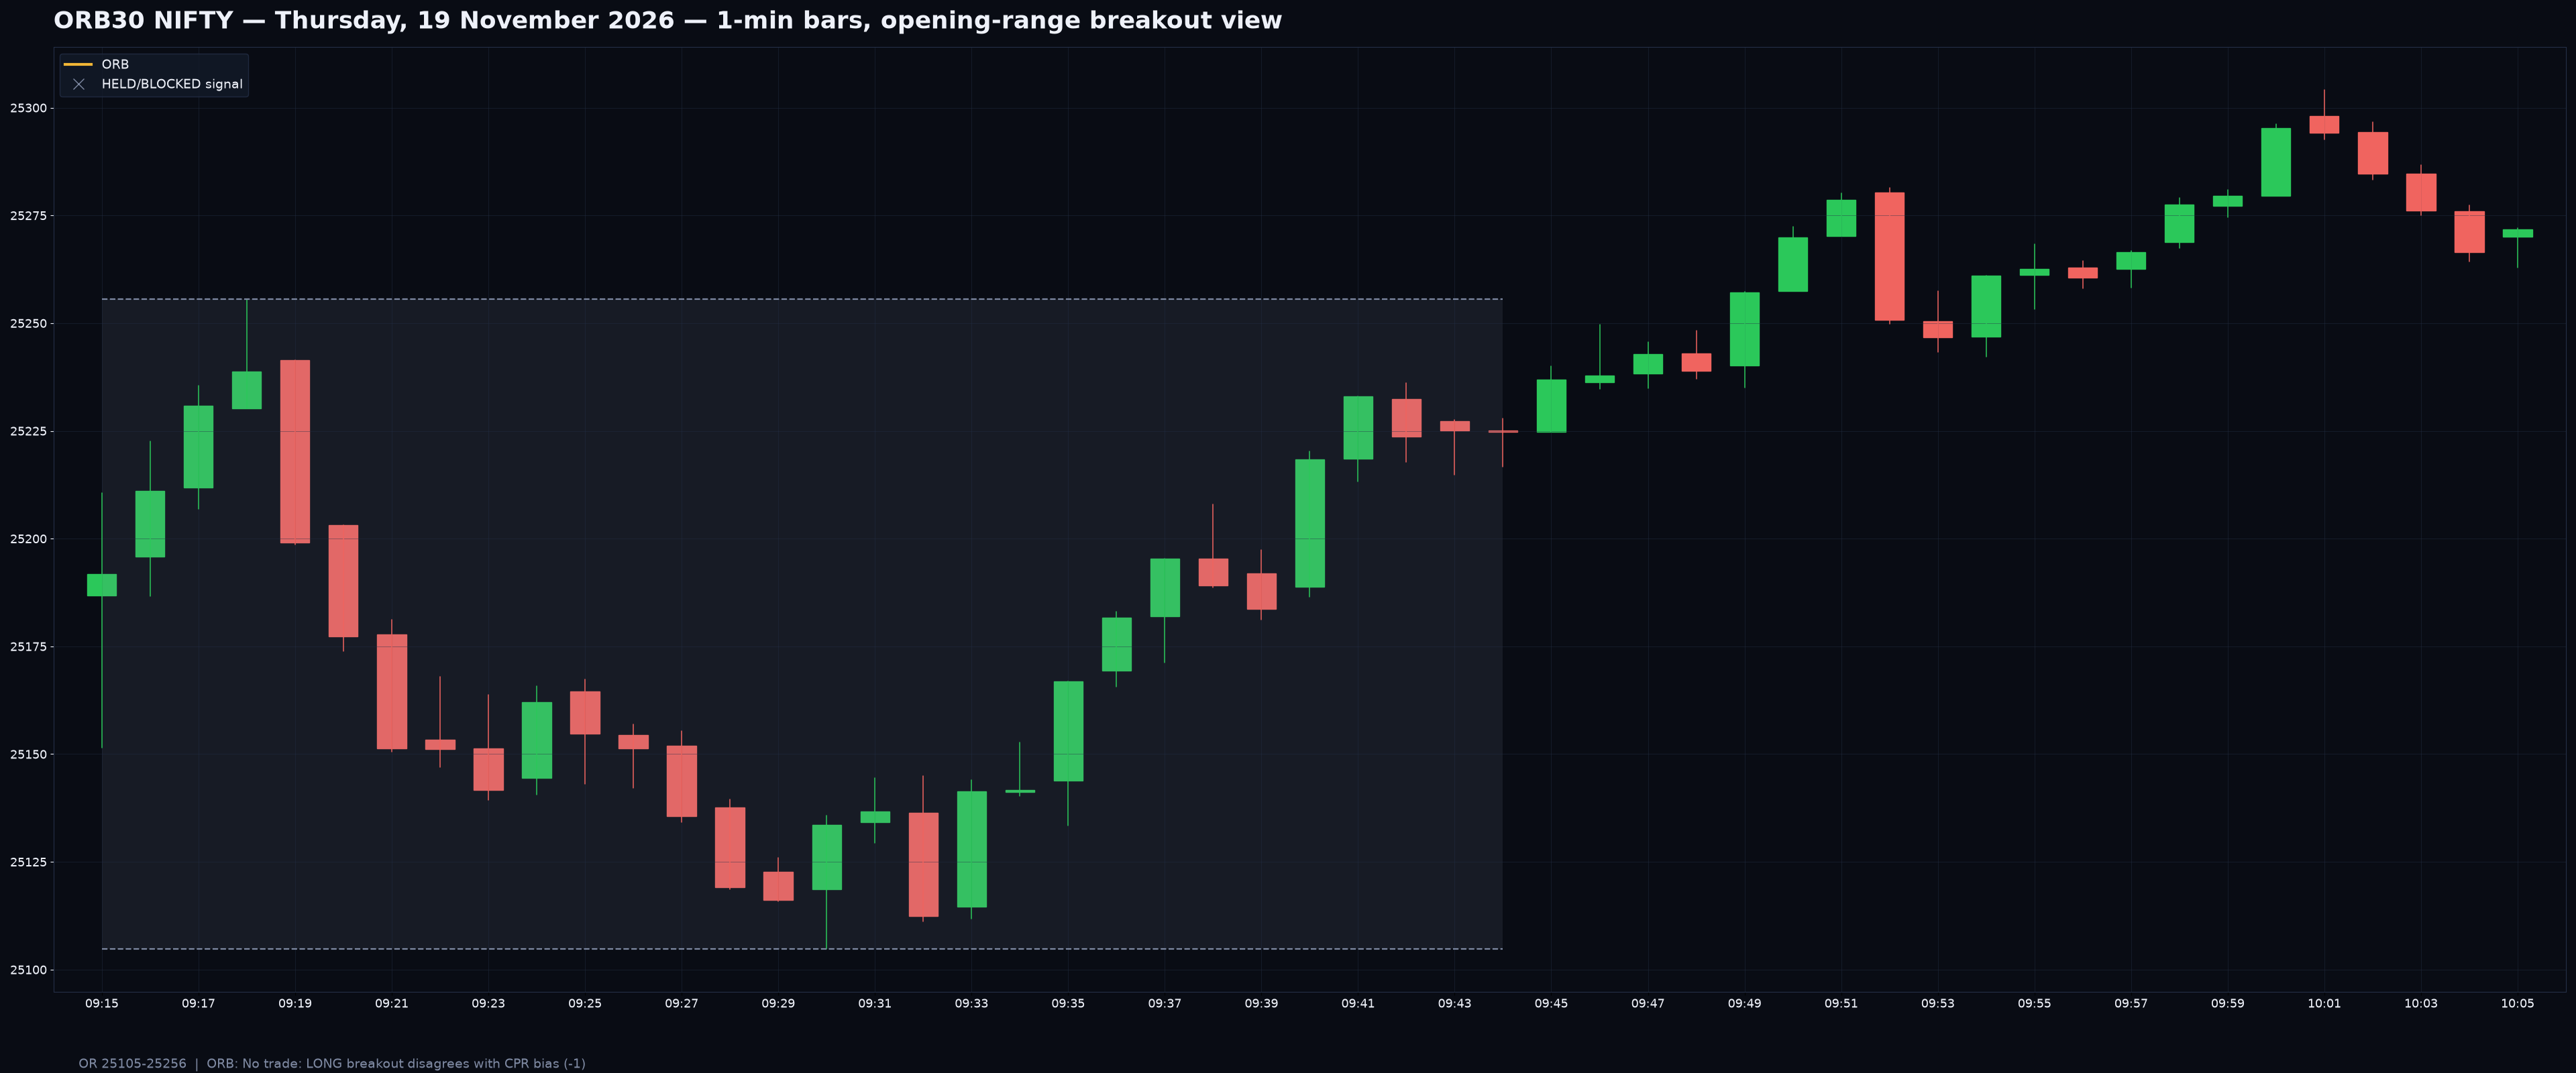 ORB30 NIFTY — Thursday, 19 November 2026 — 1-min bars, opening-range breakout view
ORB
HELD/BLOCKED signal
25300
25275
25250
25225
25200
25175
25150
25125
25100
09:15 09:17 09:19 09:21 09:23 09:25 09:27 09:29 09:31 09:33 09:35 09:37 09:39 09:41 09:43 09:45 09:47 09:49 09:51 09:53 09:55 09:57 09:59 10:01 10:03 10:05
OR 25105-25256 | ORB: No trade: LONG breakout disagrees with CPR bias (-1)